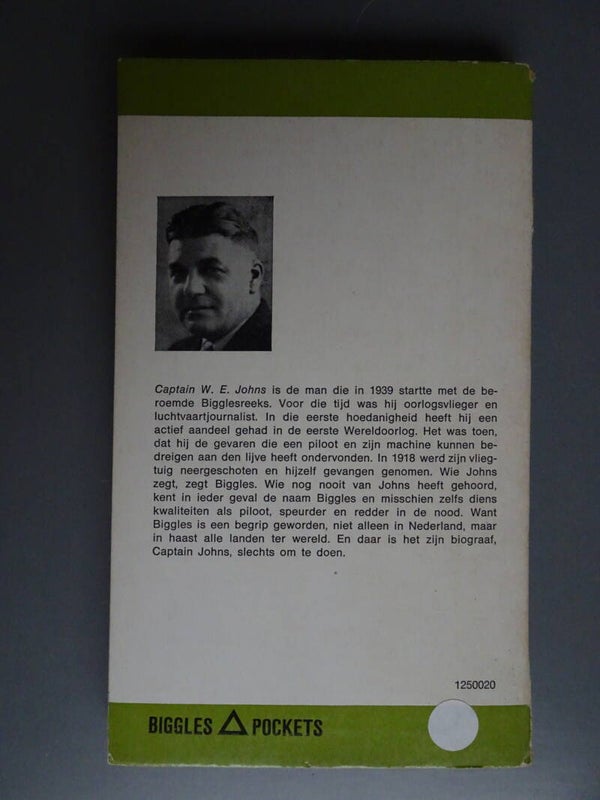 Captain W. E. Johns is de man die in 1939 startte met de be-
roemde Bigglesreeks. Voor die tijd was hij oorlogsvlieger en
luchtvaartjournalist. In die eerste hoedanigheid heeft hij een
actief aandeel gehad in de eerste Wereldoorlog. Het was toen,
dat hij de gevaren die een piloot en zijn machine kunnen be-
dreigen aan den lijve heeft ondervonden. In 1918 werd zijn vlieg-
tuig neergeschoten en hijzelf gevangen genomen. Wie Johns
zegt, zegt Biggles. Wie nog nooit van Johns heeft gehoord,
kent in ieder geval de naam Biggles en misschien zelfs diens
kwaliteiten als piloot, speurder en redder in de nood. Want
Biggles is een begrip geworden, niet alleen in Nederland, maar
in haast alle landen ter wereld. En daar is het zijn biograaf,
Captain Johns, slechts om te doen.
1250020
BIGGLES POCKETS